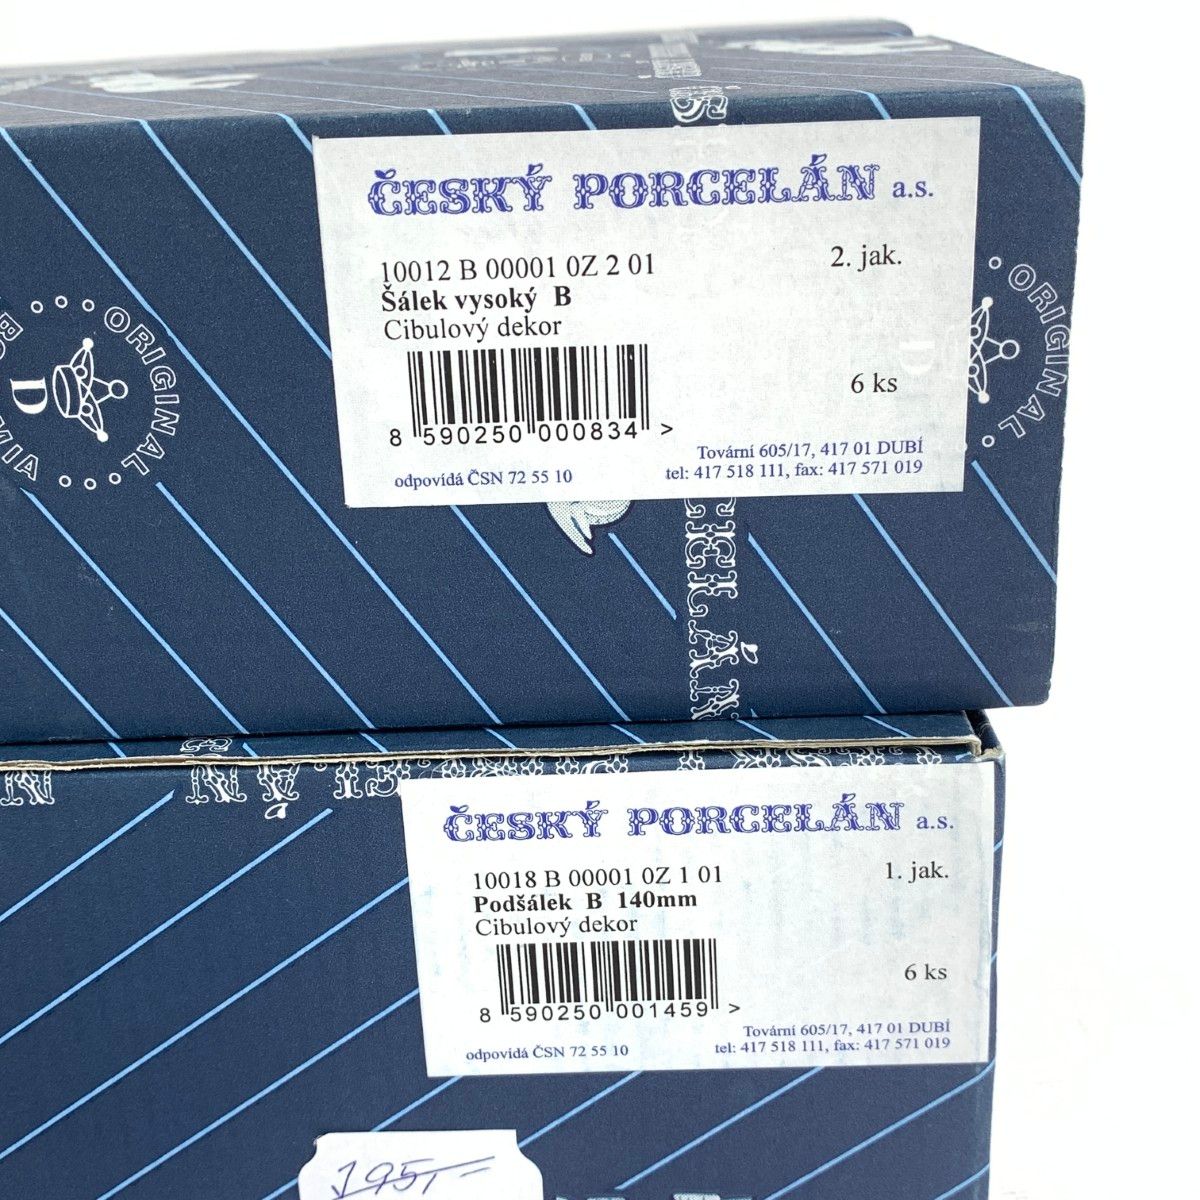 ČESKÝ PORCELÁN a.s.
10012 B 00001 0Z 2 01
2. jak.
Šálek vysoký B
Cibulový dekor
6 ks
8 590250 000834 >
Tovární 605/17, 417 01 DUBÍ
odpovídá ČSN 72 55 10
tel: 417 518 111, fax: 417 571 019
ORIGINAL
D
ORIGINAL
D
ČESKÝ PORCELÁN a.s.
10018 B 00001 0Z 1 01
1. jak.
Podšálek B 140mm
Cibulový dekor
6 ks
8 590250 001459 >
Tovární 605/17, 417 01 DUBÍ
odpovídá ČSN 72 55 10
tel: 417 518 111, fax: 417 571 019
195,-